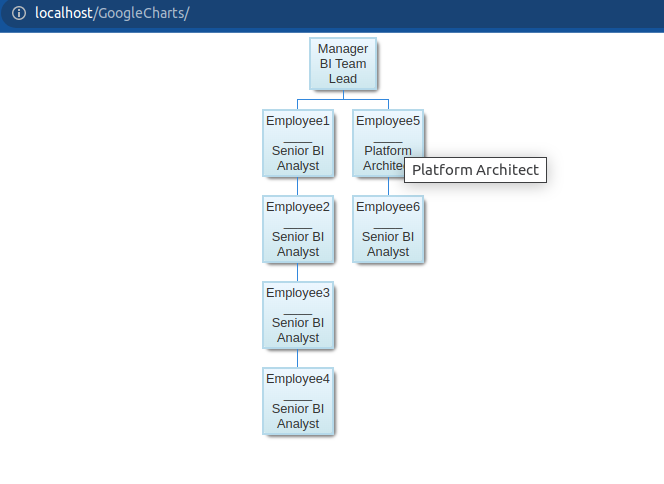 localhost/GoogleCharts/
Manager
BI Team
Lead
Employee1
____
Senior BI
Analyst
Employee5
____
Platform
Architec
Platform Architect
Employee2
____
Senior BI
Analyst
Employee6
____
Senior BI
Analyst
Employee3
____
Senior BI
Analyst
Employee4
____
Senior BI
Analyst